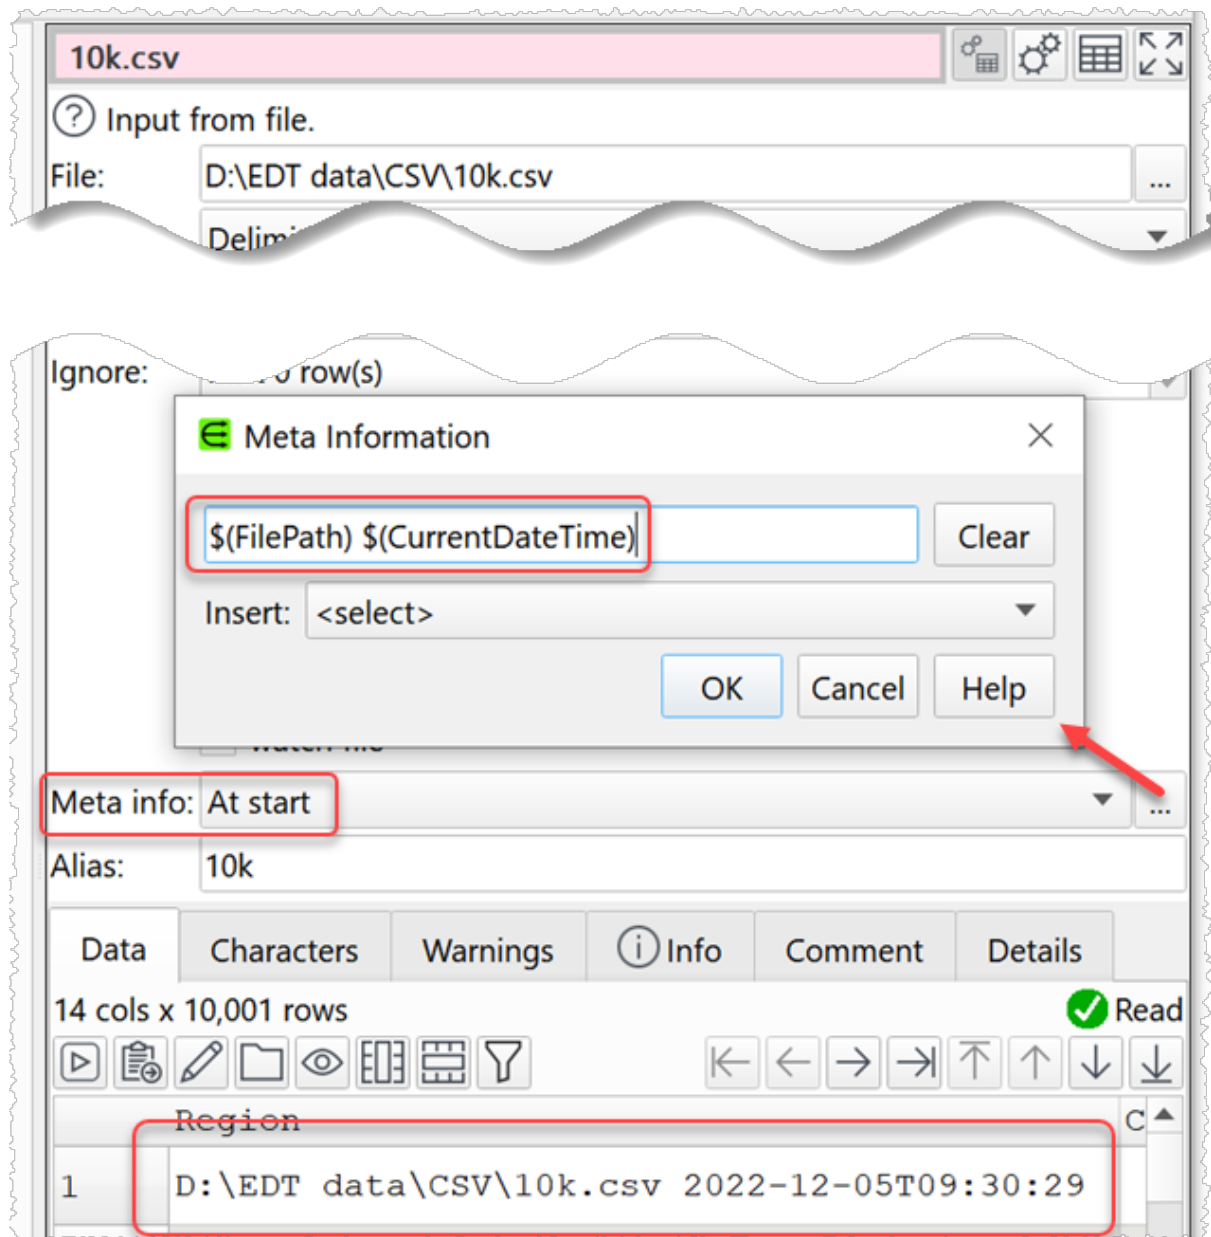 10k.csv
Input from file.
File: D:\EDT data\CSV\10k.csv ...
Ignore: row(s)
Meta Information
$(FilePath) $(CurrentDateTime) Clear
Insert: <select>
OK Cancel Help
Meta info: At start ...
Alias: 10k
Data Characters Warnings Info Comment Details
14 cols x 10,001 rows Read
Region C
1 D:\EDT data\CSV\10k.csv 2022-12-05T09:30:29